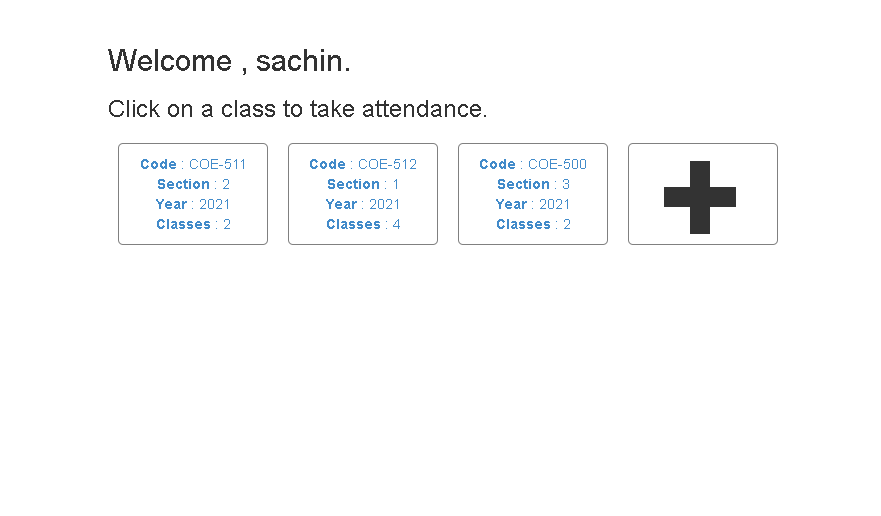 Welcome , sachin.
Click on a class to take attendance.
Code : COE-511
Section : 2
Year : 2021
Classes : 2
Code : COE-512
Section : 1
Year : 2021
Classes : 4
Code : COE-500
Section : 3
Year : 2021
Classes : 2